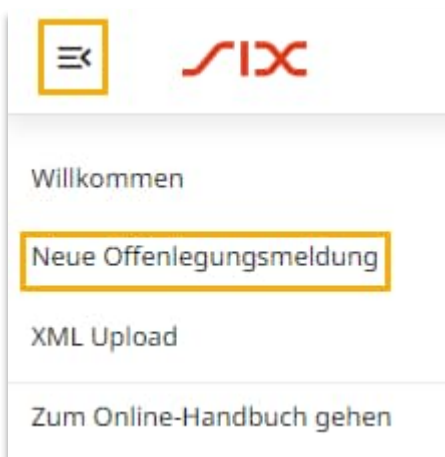 SIX
Willkommen
Neue Offenlegungsmeldung
XML Upload
Zum Online-Handbuch gehen